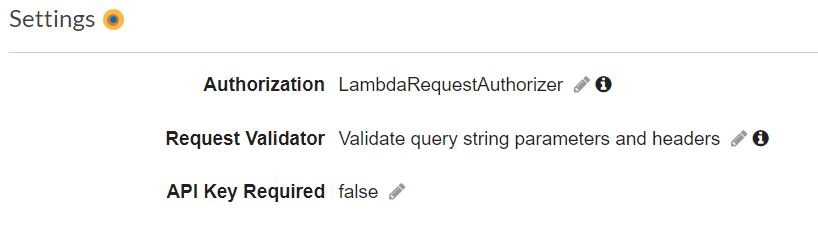 Settings
Authorization LambdaRequestAuthorizer
Request Validator Validate query string parameters and headers
API Key Required false